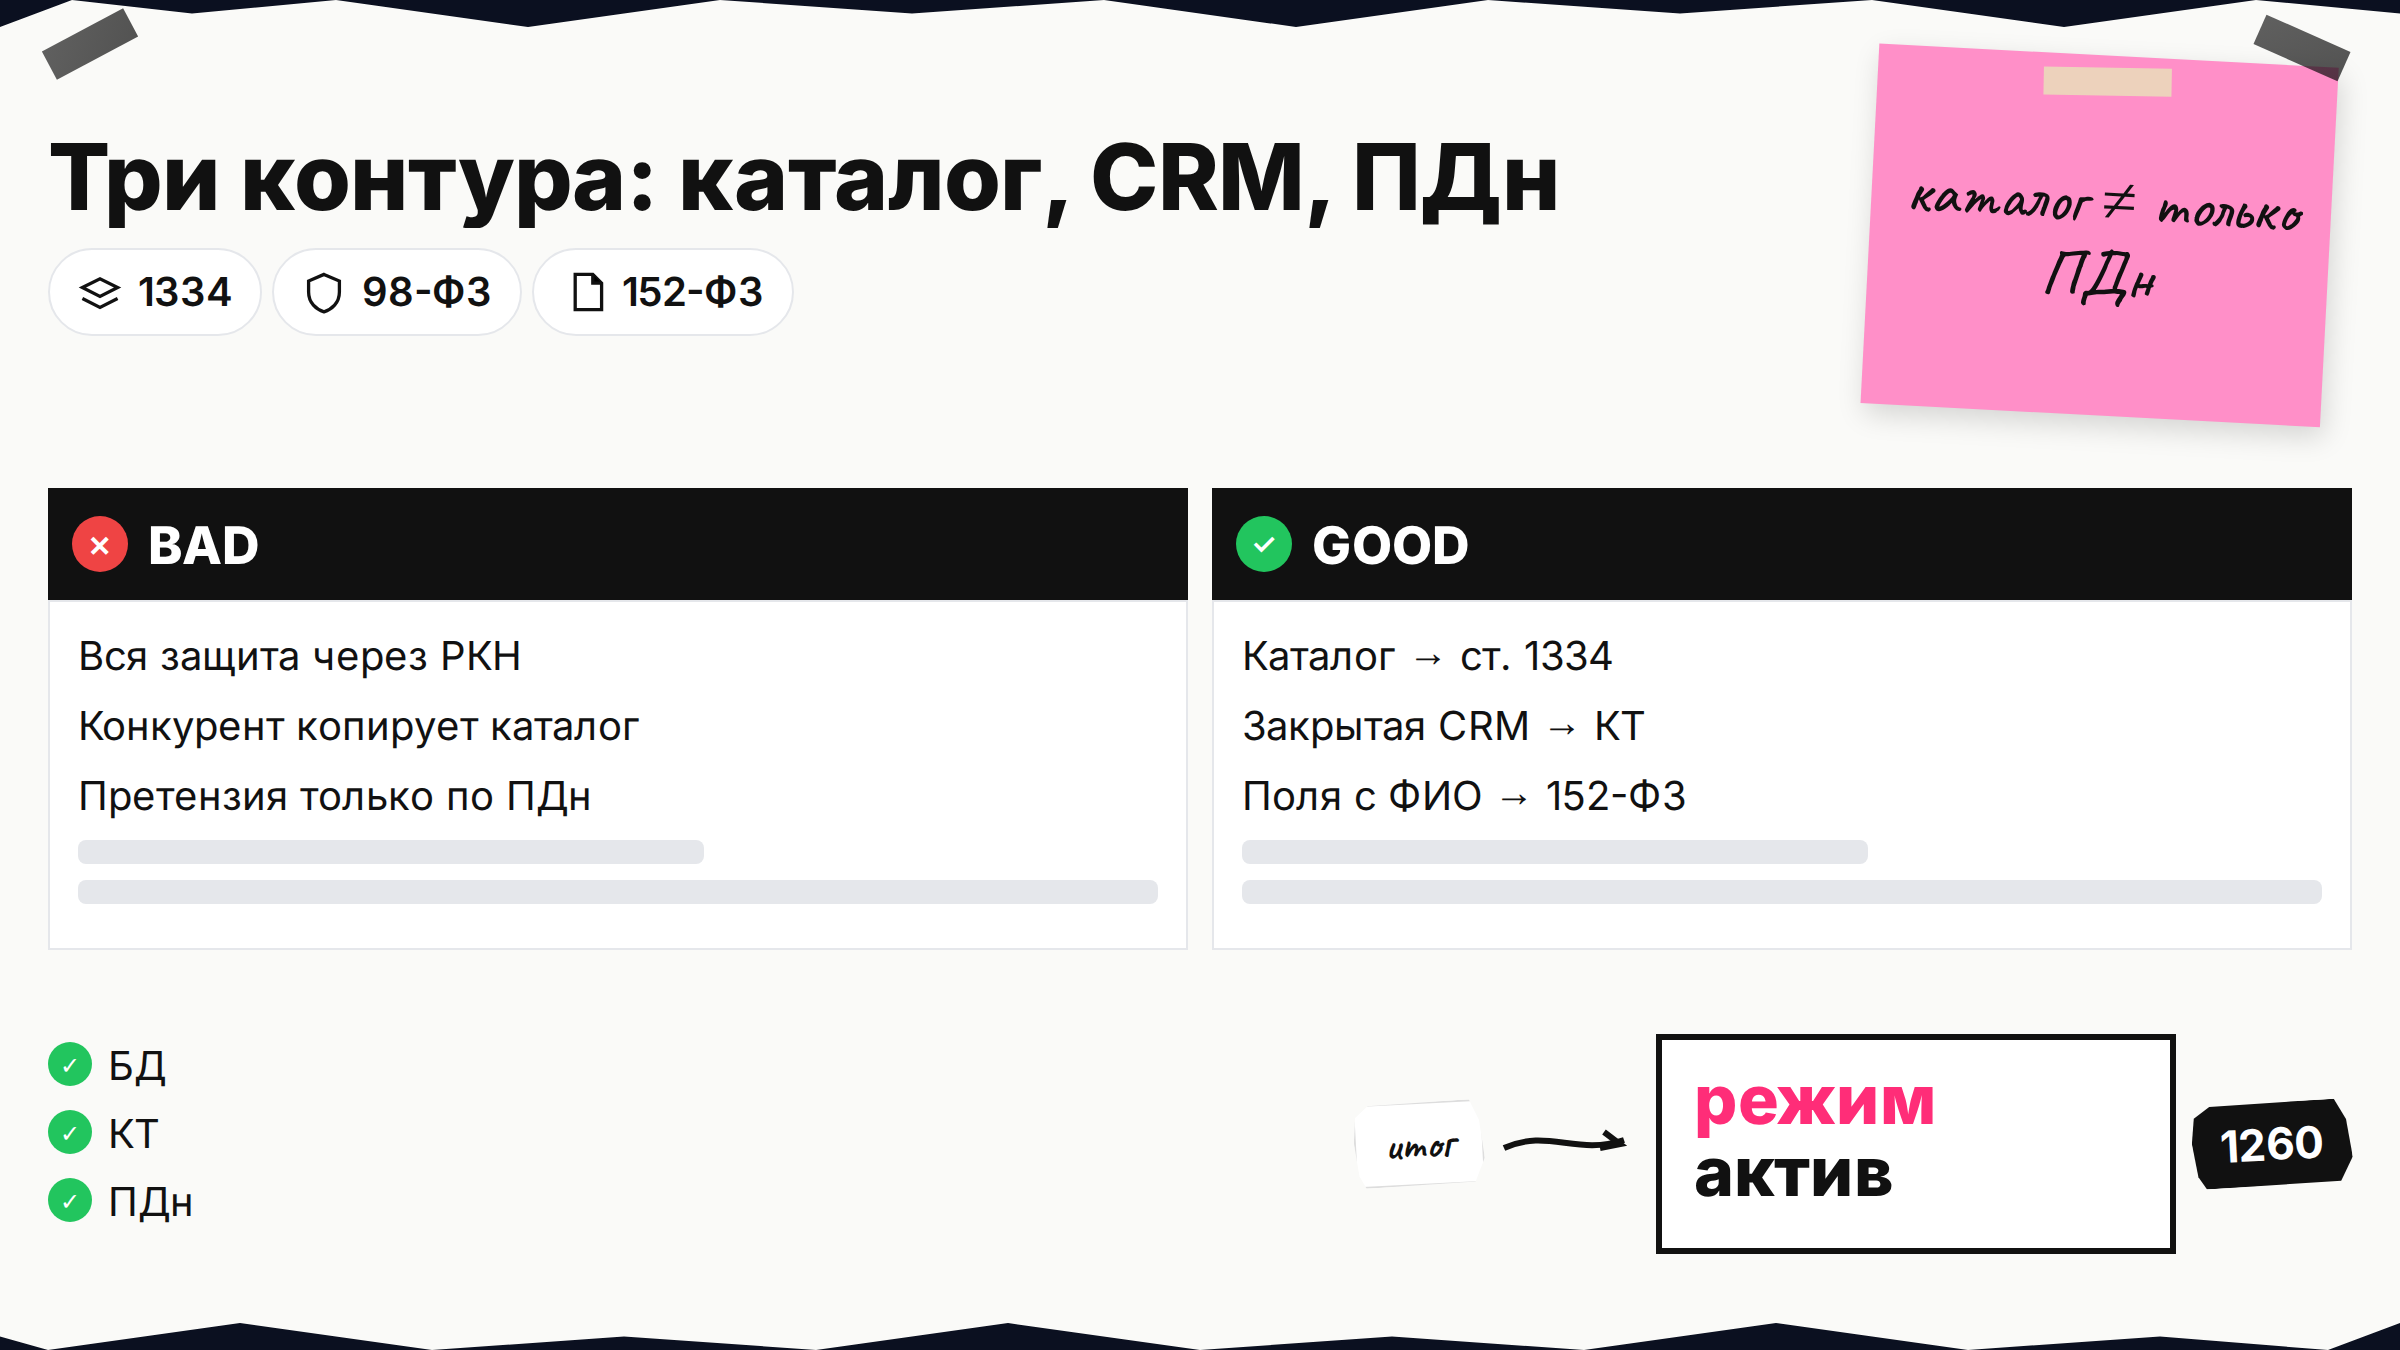 Три контура: каталог, CRM, ПДн
1334
98-ФЗ
152-ФЗ
каталог ≠ только
ПДн
BAD
Вся защита через РКН
Конкурент копирует каталог
Претензия только по ПДн
GOOD
Каталог → ст. 1334
Закрытая CRM → КТ
Поля с ФИО → 152-ФЗ
БД
КТ
ПДн
итог
режим
актив
1260